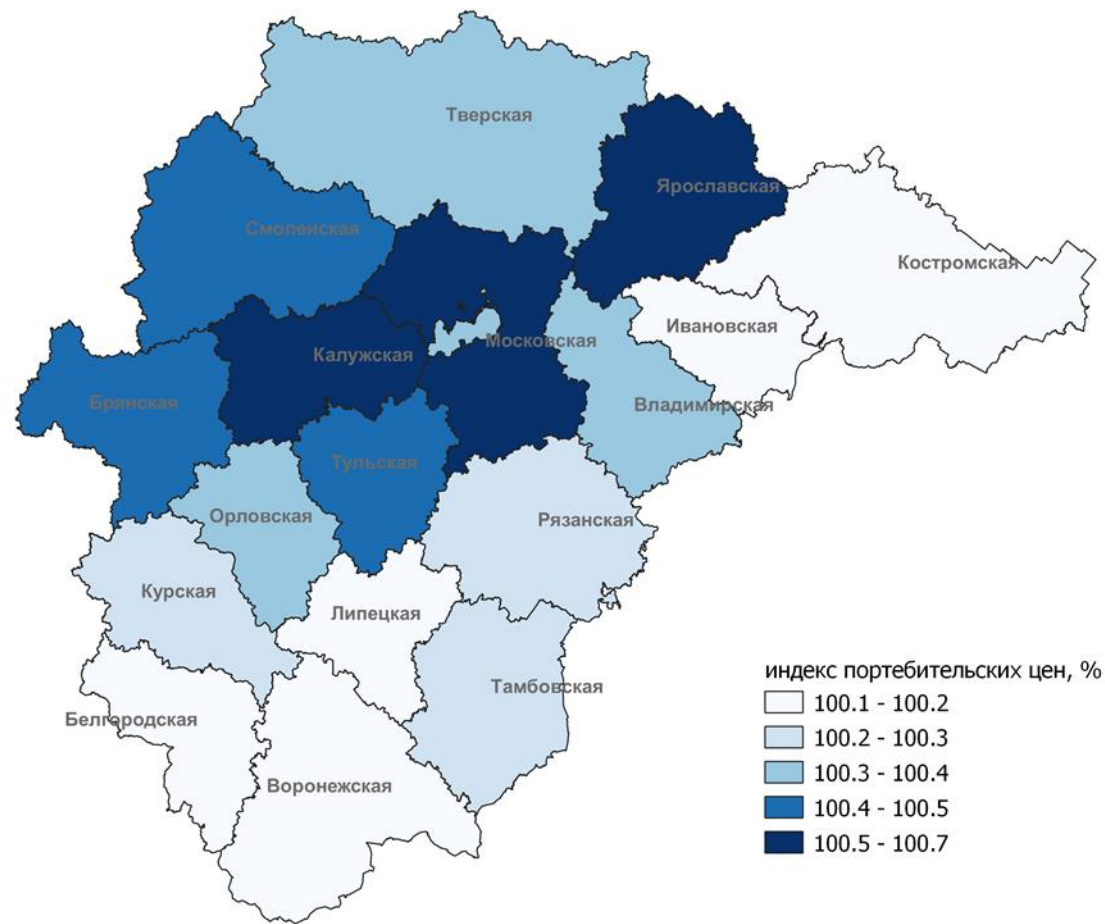 Тверская
Ярославская
Смоленская
Костромская
Ивановская
Московская
Калужская
Брянская
Владимирская
Тульская
Орловская
Рязанская
Курская
Липецкая
Тамбовская
Белгородская
Воронежская
индекс портебительских цен, %
100.1 - 100.2
100.2 - 100.3
100.3 - 100.4
100.4 - 100.5
100.5 - 100.7